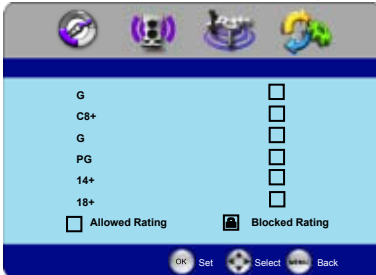 G
C8+
G
PG
14+
18+
Allowed Rating Blocked Rating
OK Set Select MENU Back